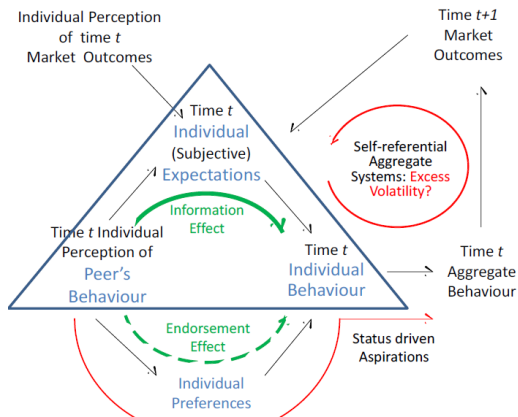 Individual Perception
of time t
Market Outcomes
Time t+1
Market
Outcomes
Time t
Individual
(Subjective)
Expectations
Self-referential
Aggregate
Systems: Excess
Volatility?
Information
Effect
Time t Individual
Perception of
Peer's
Behaviour
Time t
Individual
Behaviour
Time t
Aggregate
Behaviour
Endorsement
Effect
Status driven
Aspirations
Individual
Preferences